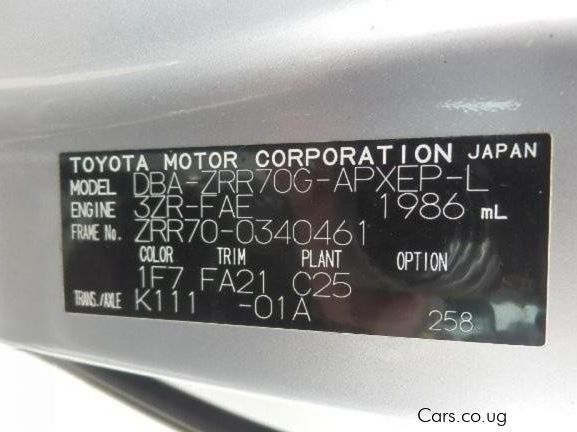 TOYOTA MOTOR CORPORATION JAPAN
MODEL DBA-ZRR70G-APXEP-L
ENGINE 3ZR-FAE 1986 mL
FRAME No. ZRR70-0340461
COLOR TRIM PLANT OPTION
1F7 FA21 C25
TRANS./AXLE K111 -01A
258
Cars.co.ug